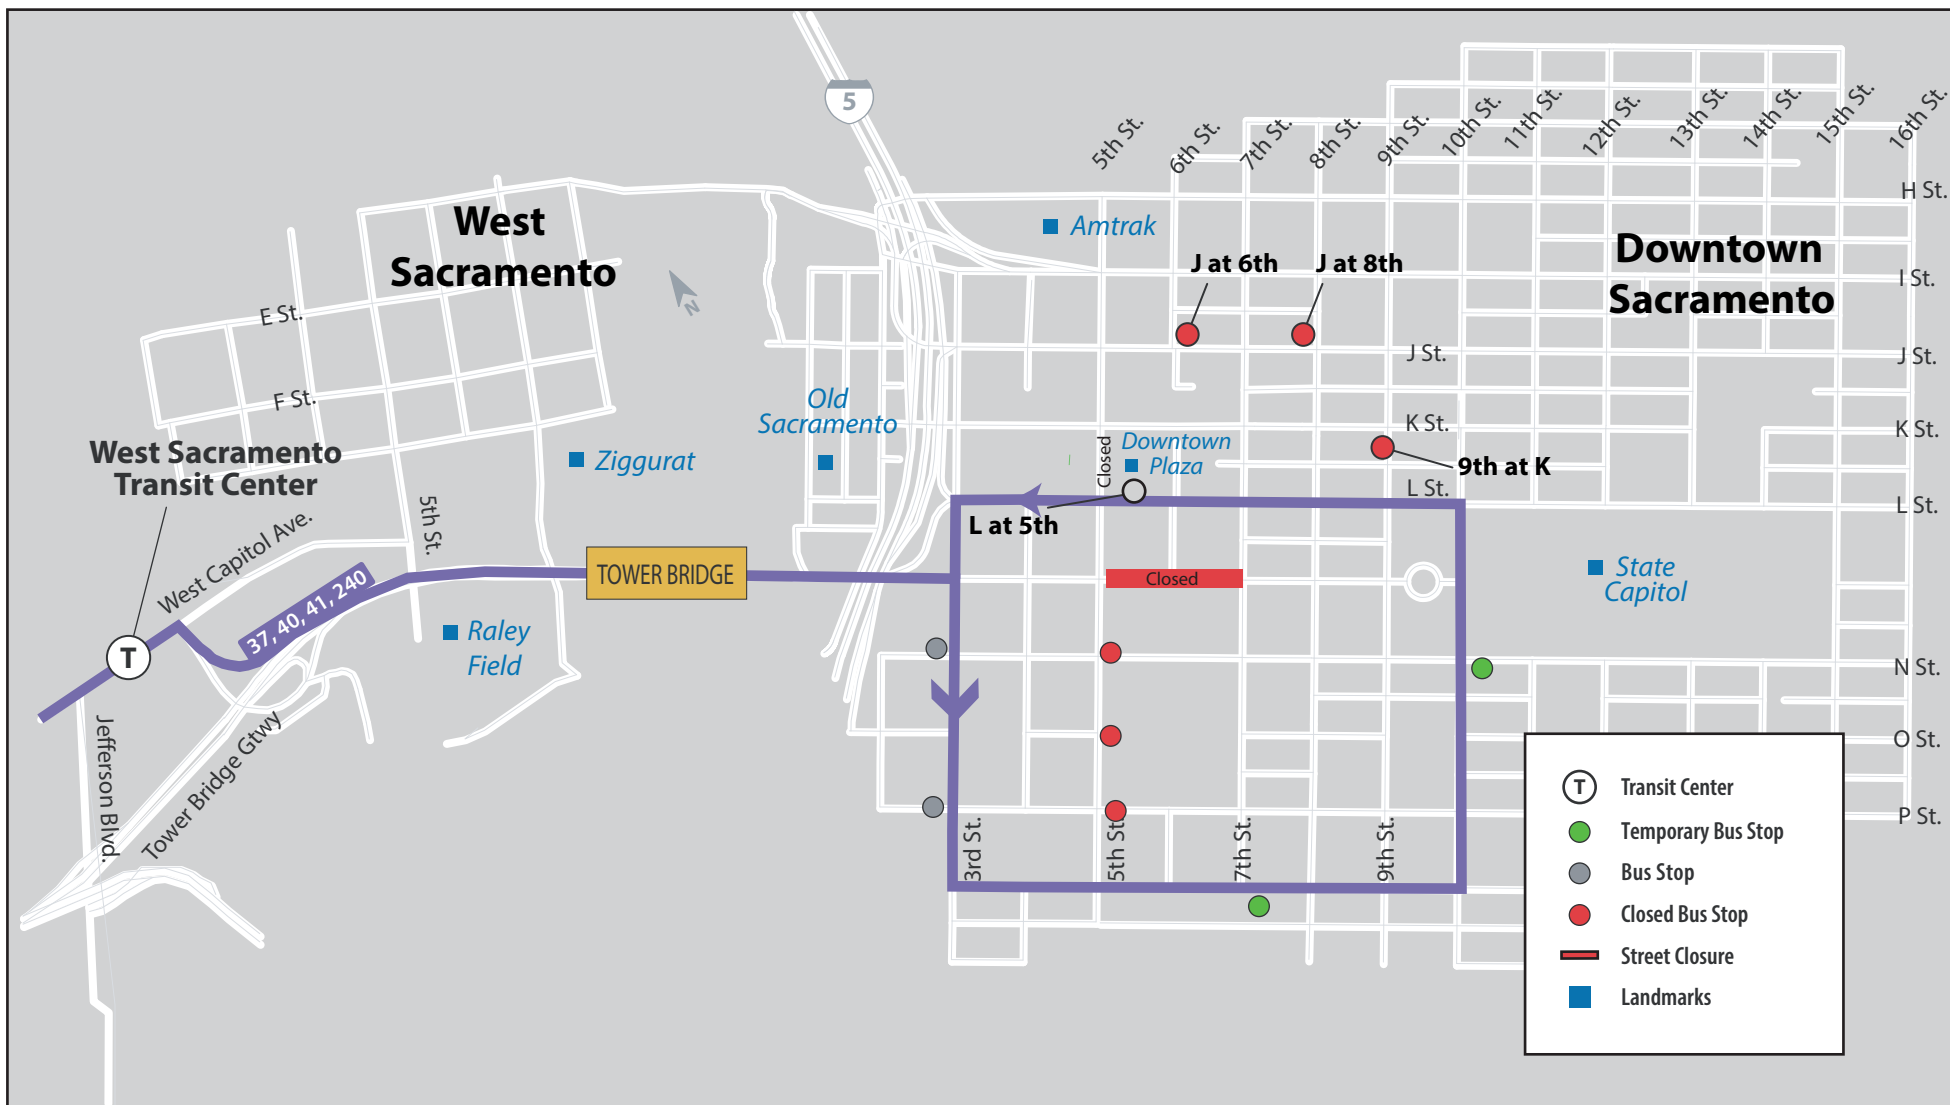 5
5th St.
6th St.
7th St.
8th St.
9th St.
10th St.
11th St.
12th St.
13th St.
14th St.
15th St.
16th St.
H St.
West
Sacramento
Amtrak
Downtown
Sacramento
J at 6th
J at 8th
I St.
N
E St.
J St.
J St.
F St.
Old
Sacramento
K St.
K St.
West Sacramento
Transit Center
Ziggurat
Closed
Downtown
Plaza
9th at K
L St.
L St.
L at 5th
5th St.
West Capitol Ave.
TOWER BRIDGE
Closed
State
Capitol
37, 40, 41, 240
T
Raley
Field
N St.
Jefferson Blvd.
Tower Bridge Gtwy
O St.
P St.
3rd St.
5th St.
7th St.
9th St.
T
Transit Center
Temporary Bus Stop
Bus Stop
Closed Bus Stop
Street Closure
Landmarks